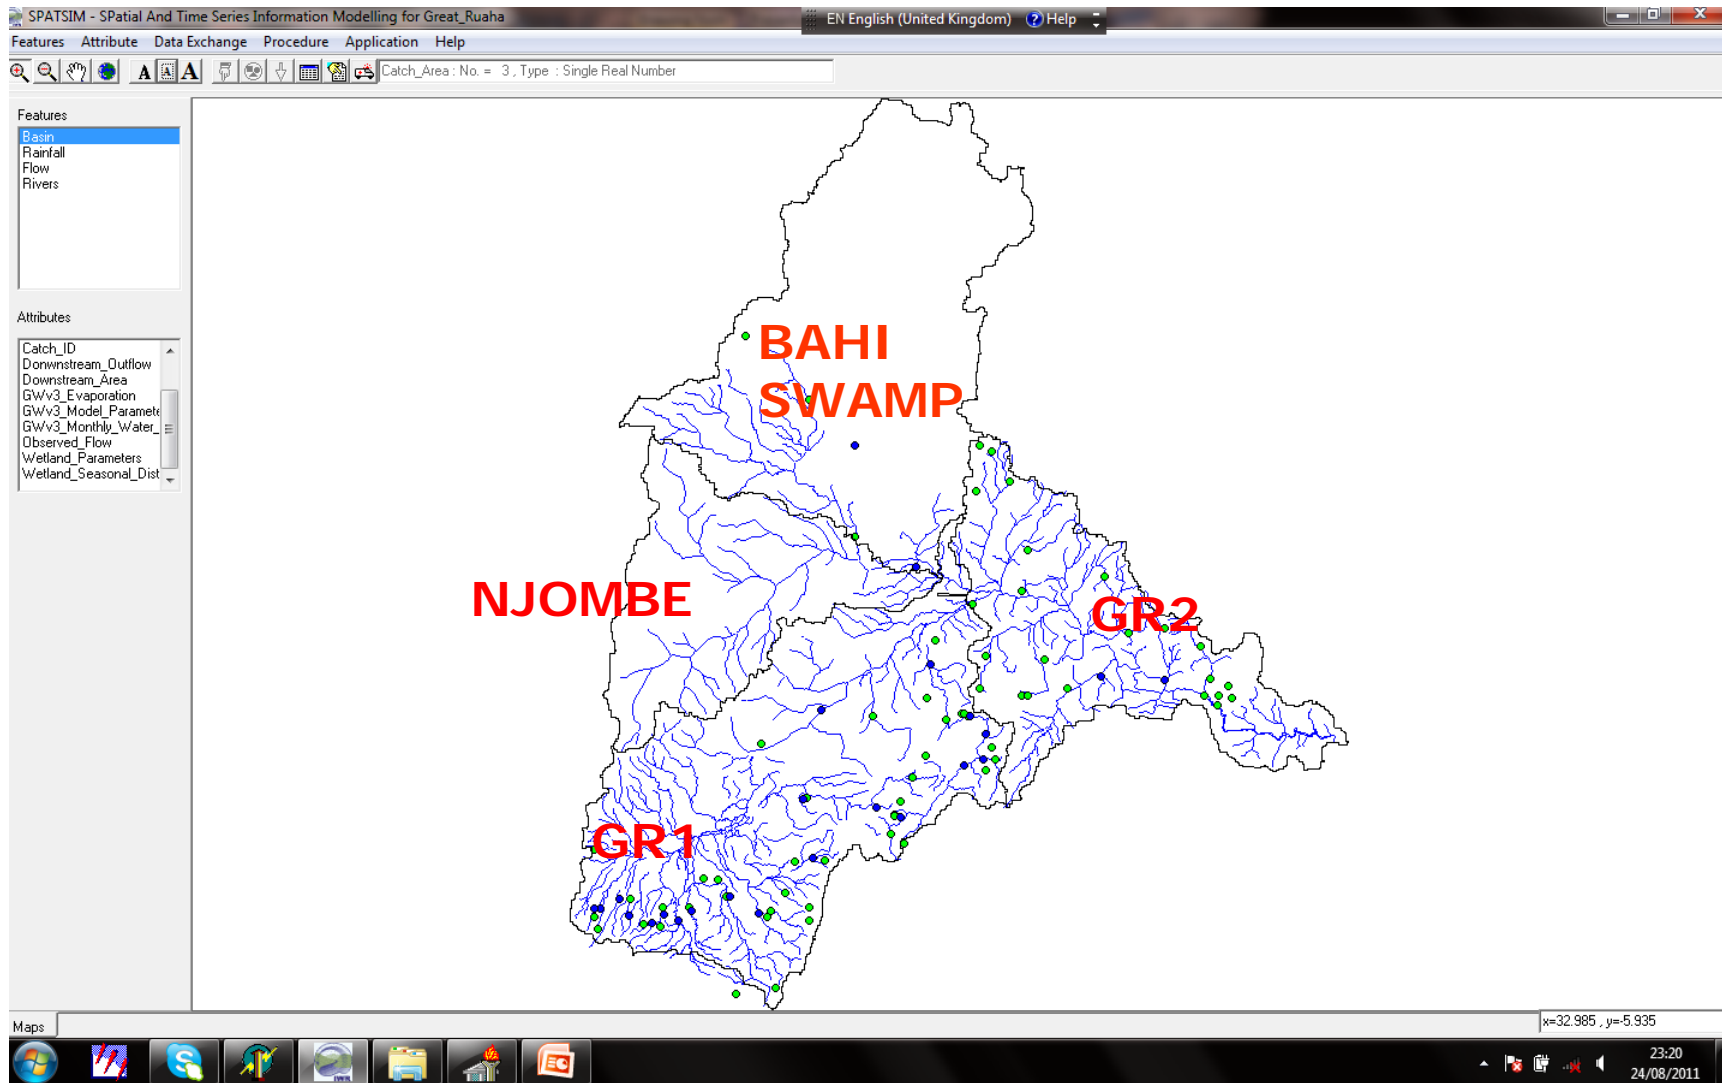 SPATSIM - SPatial And Time Series Information Modelling for Great_Ruaha
EN English (United Kingdom) Help
Features Attribute Data Exchange Procedure Application Help
A A A Catch_Area : No. = 3 , Type : Single Real Number
Features
Basin
Rainfall
Flow
Rivers
Attributes
Catch_ID
Donwnstream_Outflow
Downstream_Area
GWv3_Evaporation
GWv3_Model_Paramete
GWv3_Monthly_Water_
Observed_Flow
Wetland_Parameters
Wetland_Seasonal_Dist
BAHI
SWAMP
NJOMBE
GR2
GR1
Maps
x=32.985 , y=-5.935
23:20
24/08/2011